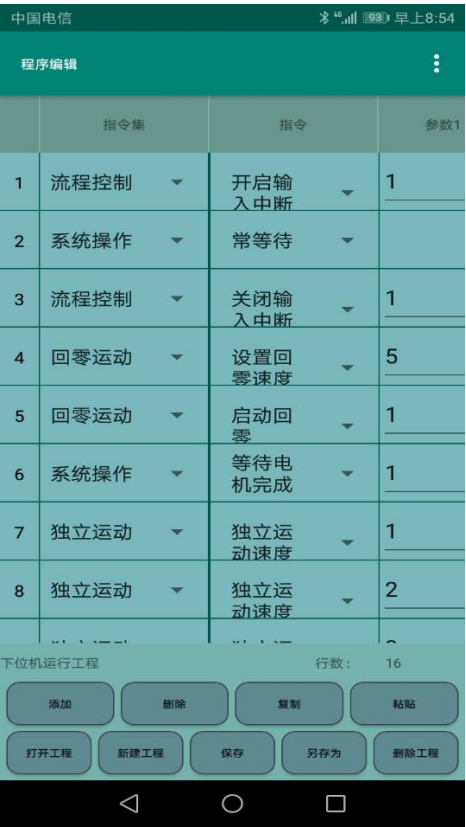 中国电信 46 93 早上8:54
程序编辑
指令集 指令 参数1
1 流程控制 开启输 1
入中断
2 系统操作 常等待
3 流程控制 关闭输 1
入中断
4 回零运动 设置回 5
零速度
5 回零运动 启动回 1
零
6 系统操作 等待电 1
机完成
7 独立运动 独立运 1
动速度
8 独立运动 独立运 2
动速度
下位机运行工程 行数： 16
添加 删除 复制 粘贴
打开工程 新建工程 保存 另存为 删除工程